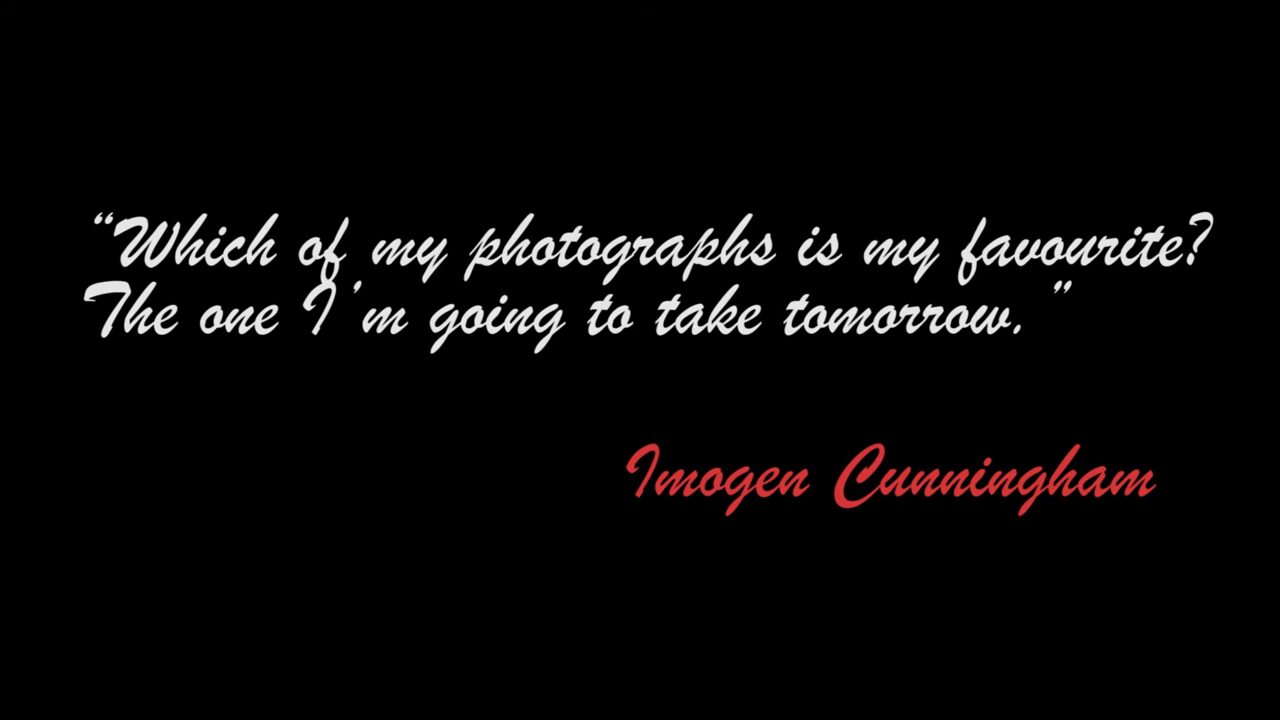 “Which of my photographs is my favourite?
The one I’m going to take tomorrow.”
Imogen Cunningham